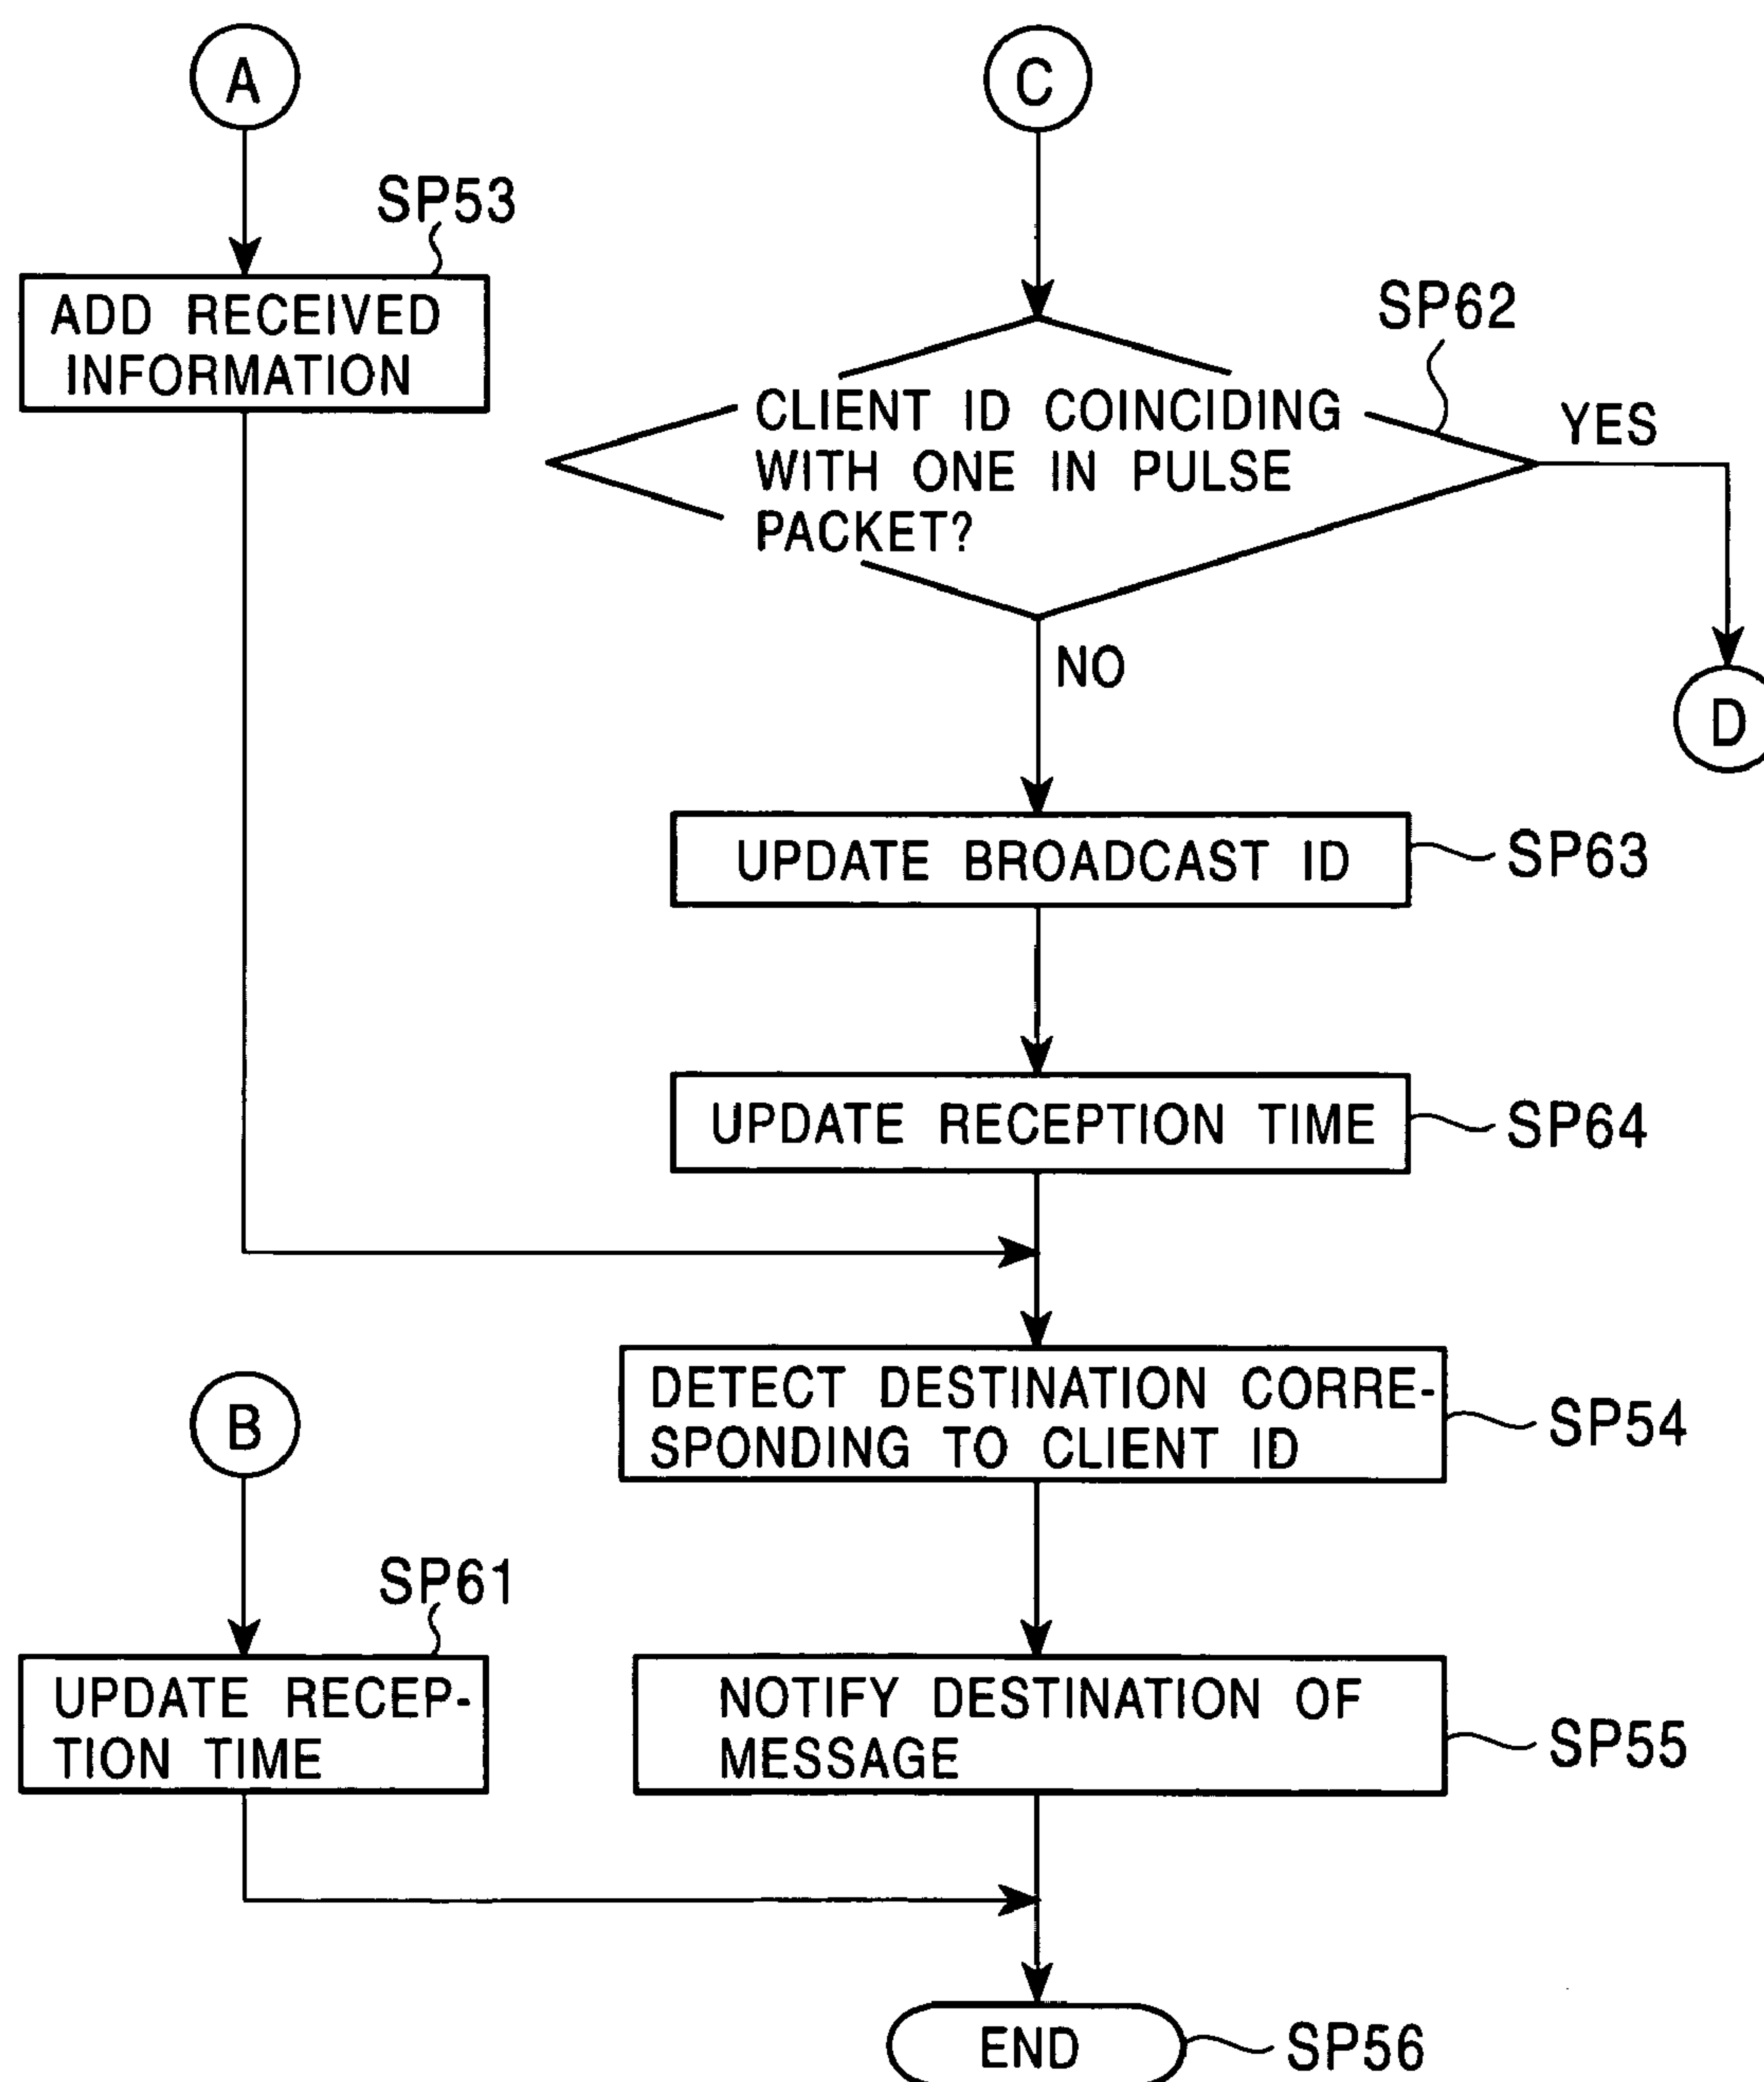 A
C
SP53
ADD RECEIVED
INFORMATION
SP62
CLIENT ID COINCIDING
WITH ONE IN PULSE
PACKET?
YES
NO
D
UPDATE BROADCAST ID
SP63
UPDATE RECEPTION TIME
SP64
DETECT DESTINATION CORRE-
SPONDING TO CLIENT ID
SP54
B
SP61
UPDATE RECEP-
TION TIME
NOTIFY DESTINATION OF
MESSAGE
SP55
END
SP56